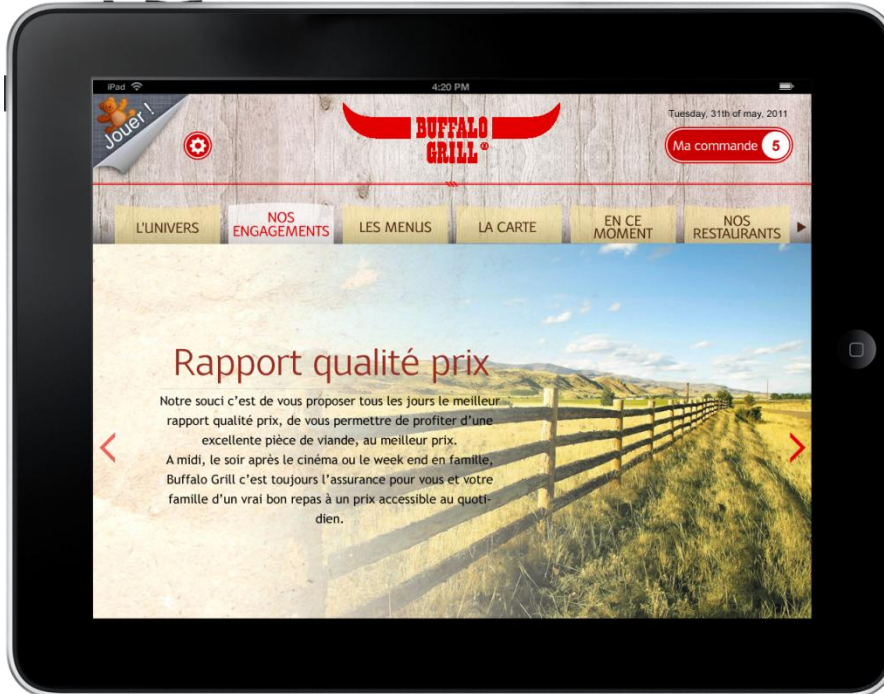 iPad
4:20 PM
Jouer !
BUFFALO
GRILL®
Tuesday, 31th of may, 2011
Ma commande 5
L'UNIVERS
NOS
ENGAGEMENTS
LES MENUS
LA CARTE
EN CE
MOMENT
NOS
RESTAURANTS
Rapport qualité prix
Notre souci c'est de vous proposer tous les jours le meilleur
rapport qualité prix, de vous permettre de profiter d'une
excellente pièce de viande, au meilleur prix.
A midi, le soir après le cinéma ou le week end en famille,
Buffalo Grill c'est toujours l'assurance pour vous et votre
famille d'un vrai bon repas à un prix accessible au quoti-
dien.